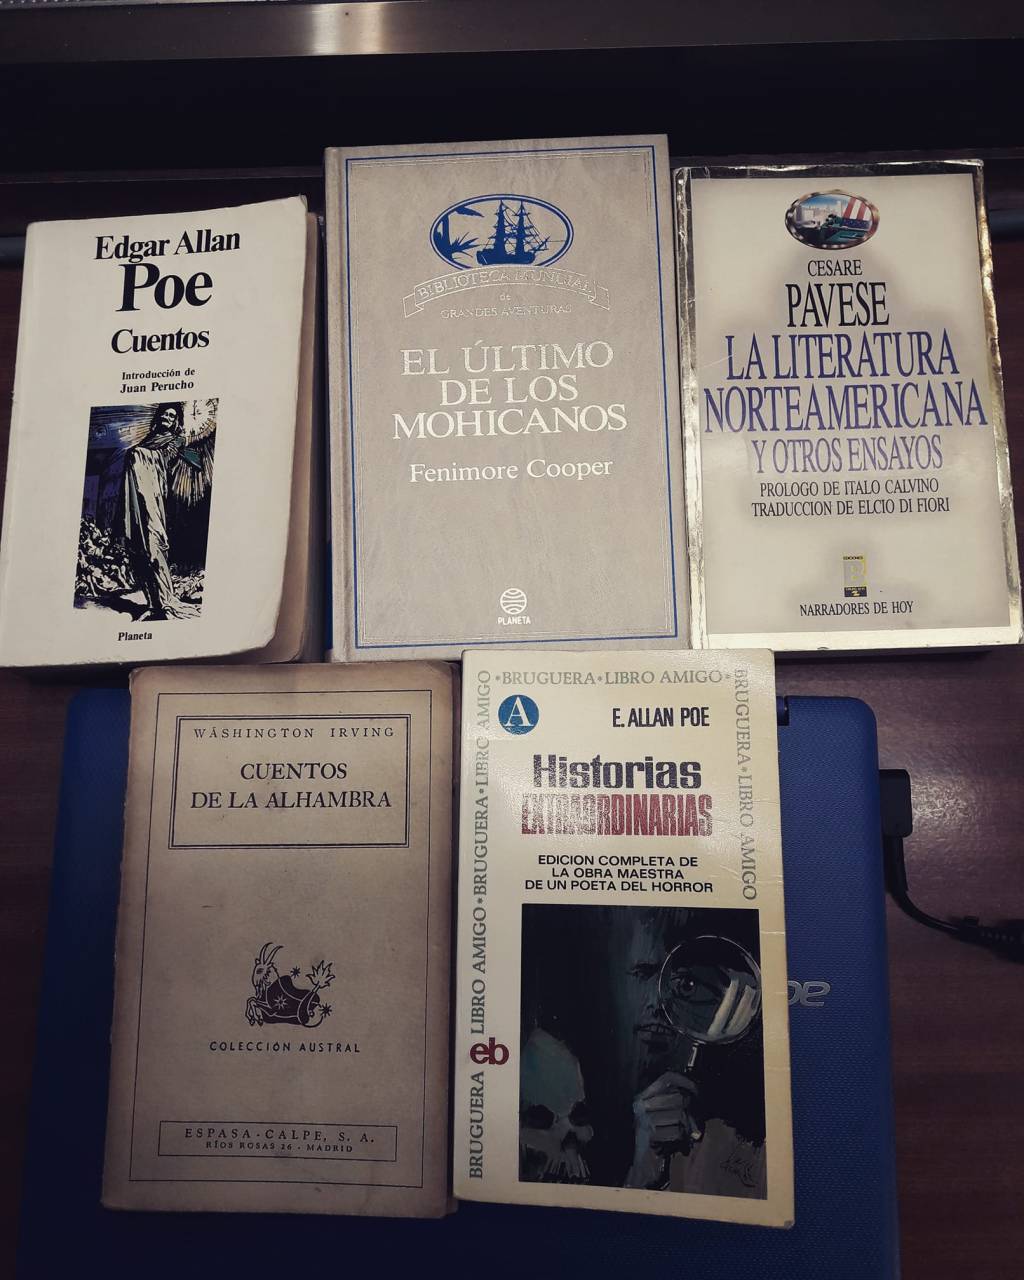 Edgar Allan
Poe
Cuentos
Introducción de
Juan Perucho
Planeta
BIBLIOTECA MUNDIAL
de
GRANDES AVENTURAS
EL ÚLTIMO
DE LOS
MOHICANOS
Fenimore Cooper
PLANETA
CESARE
PAVESE
LA LITERATURA
NORTEAMERICANA
Y OTROS ENSAYOS
PROLOGO DE ITALO CALVINO
TRADUCCION DE ELCIO DI FIORI
EDICIONES
B
NARRADORES DE HOY
WÁSHINGTON IRVING
CUENTOS
DE LA ALHAMBRA
COLECCIÓN AUSTRAL
ESPASA-CALPE, S. A.
RÍOS ROSAS 26 - MADRID
BRUGUERA*LIBRO AMIGO*BRUGUERA*LIBRO AMIGO
*BRUGUERA*LIBRO AMIGO*
BRUGUERA*LIBRO AMIGO
A
E. ALLAN POE
Historias
EXTRAORDINARIAS
EDICION COMPLETA DE
LA OBRA MAESTRA
DE UN POETA DEL HORROR
eb